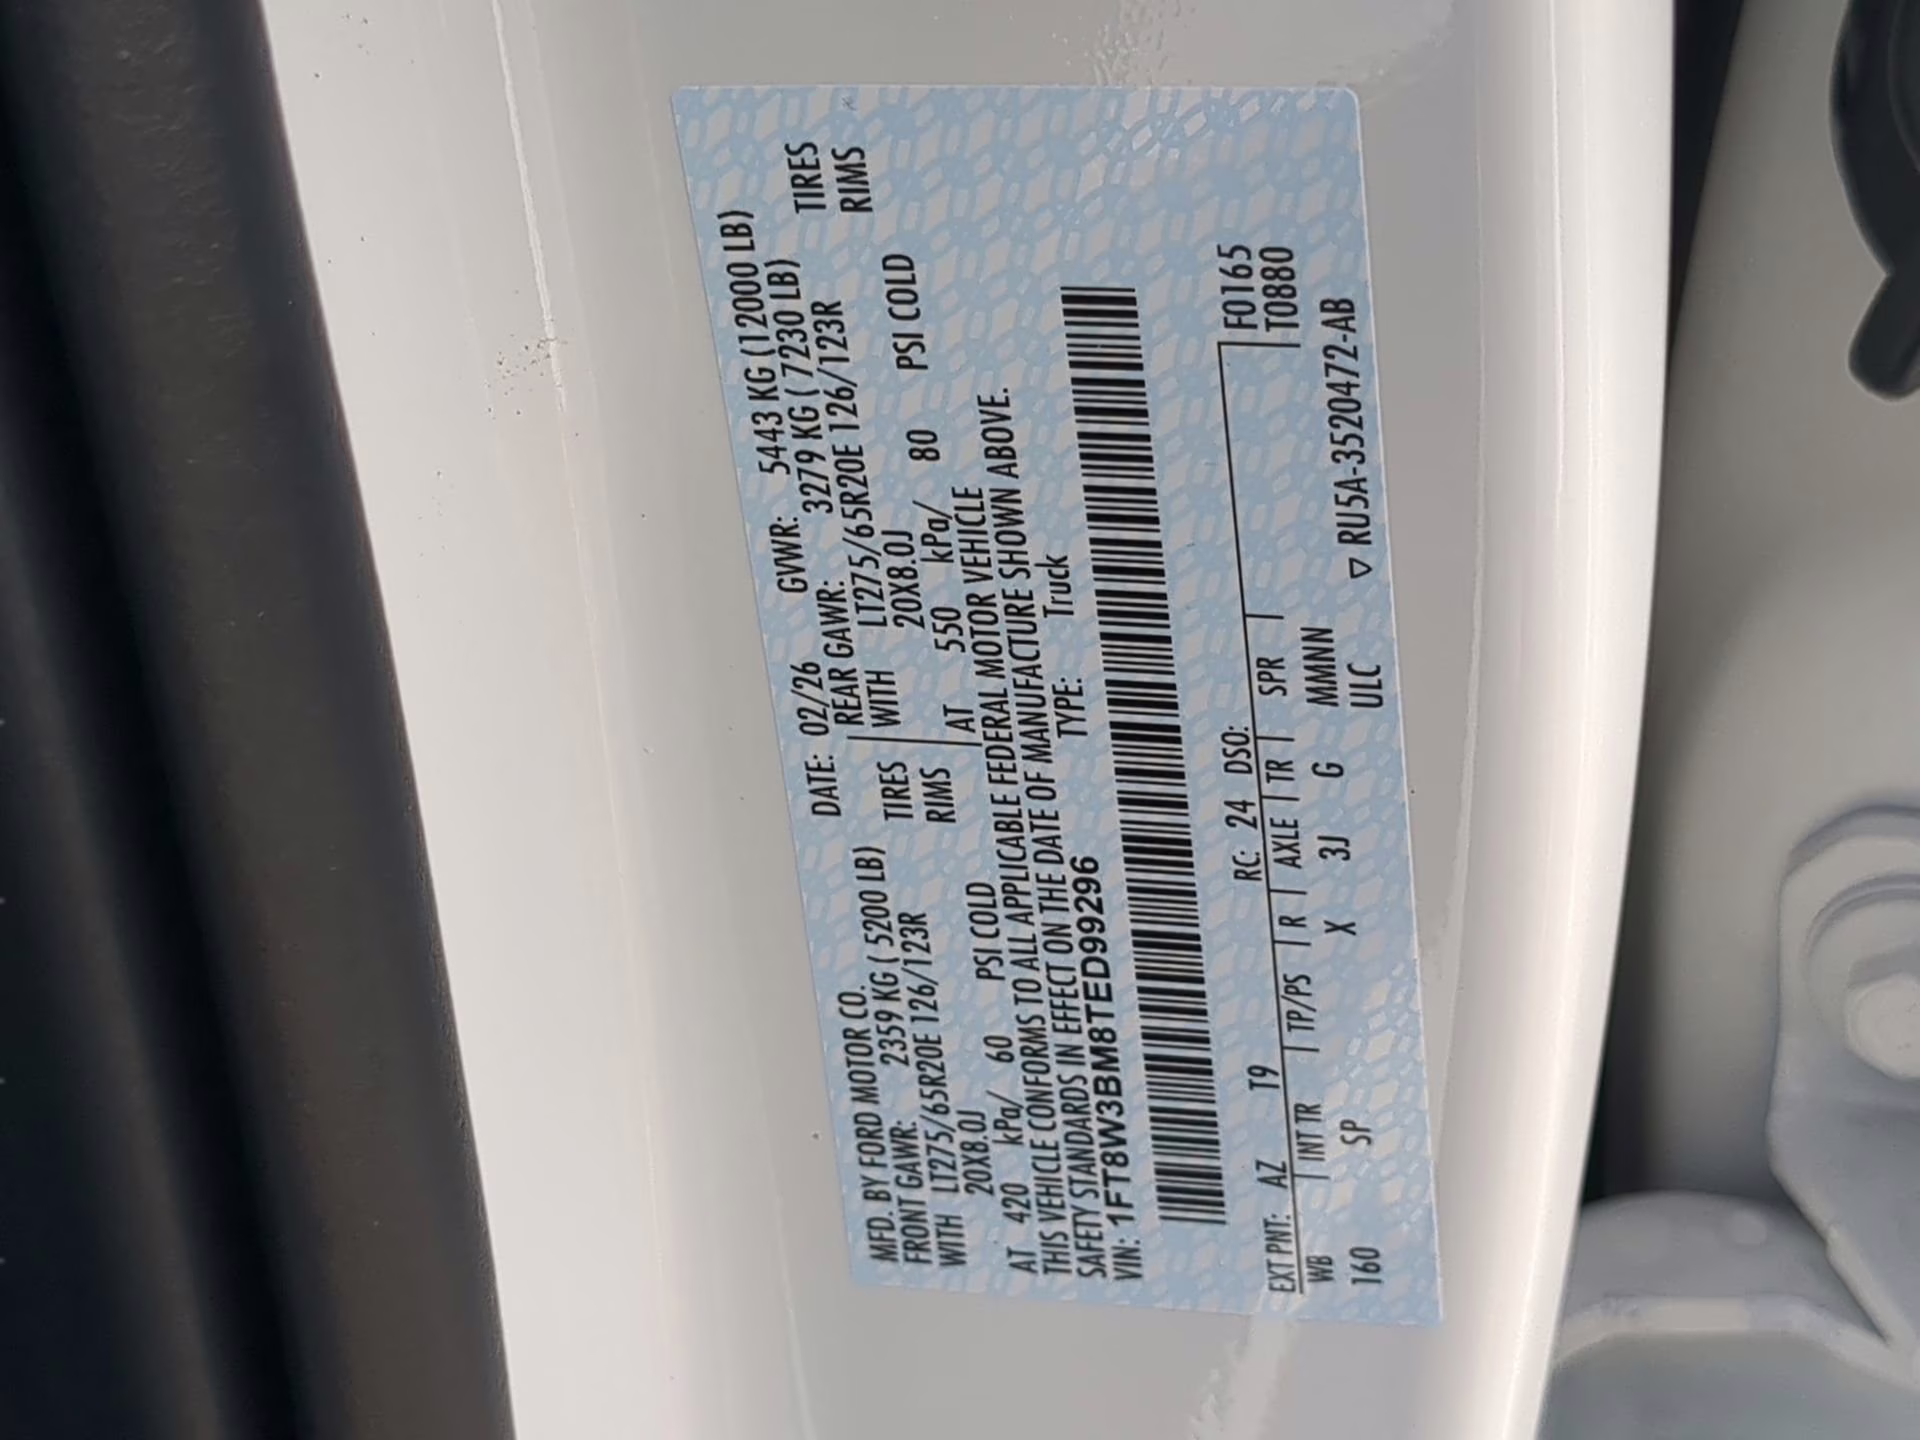 MFD. BY FORD MOTOR CO. DATE: 02/26 GVWR: 5443 KG (12000 LB)
FRONT GAWR: 2359 KG ( 5200 LB) REAR GAWR: 3279 KG ( 7230 LB)
WITH LT275/65R20E 126/123R TIRES WITH LT275/65R20E 126/123R TIRES
20X8.0J RIMS 20X8.0J RIMS
AT 420 kPa/ 60 PSI COLD AT 550 kPa/ 80 PSI COLD
THIS VEHICLE CONFORMS TO ALL APPLICABLE FEDERAL MOTOR VEHICLE
SAFETY STANDARDS IN EFFECT ON THE DATE OF MANUFACTURE SHOWN ABOVE.
VIN: 1FT8W3BM8TED99296 TYPE: Truck
EXT PNT: AZ T9 RC: 24 DSO: F0165
WB INT TR TP/PS R AXLE TR SPR T0880
160 SP X 3J G MMNN
ULC ▽ RU5A-3520472-AB